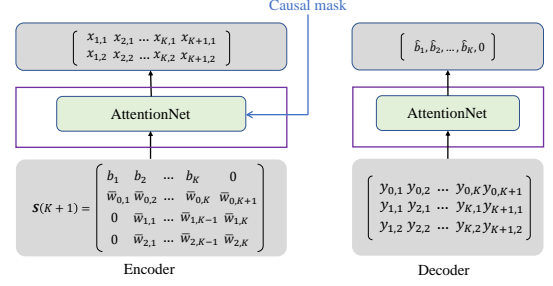 Causal mask
x_{1,1} x_{2,1} ... x_{K,1} x_{K+1,1}
x_{1,2} x_{2,2} ... x_{K,2} x_{K+1,2}
AttentionNet
S(K + 1) =
b_1 b_2 ... b_K 0
w̅_{0,1} w̅_{0,2} ... w̅_{0,K} w̅_{0,K+1}
0 w̅_{1,1} ... w̅_{1,K-1} w̅_{1,K}
0 w̅_{2,1} ... w̅_{2,K-1} w̅_{2,K}
Encoder
b̂_1, b̂_2, ..., b̂_K, 0
AttentionNet
y_{0,1} y_{0,2} ... y_{0,K} y_{0,K+1}
y_{1,1} y_{2,1} ... y_{K,1} y_{K+1,1}
y_{1,2} y_{2,2} ... y_{K,2} y_{K+1,2}
Decoder